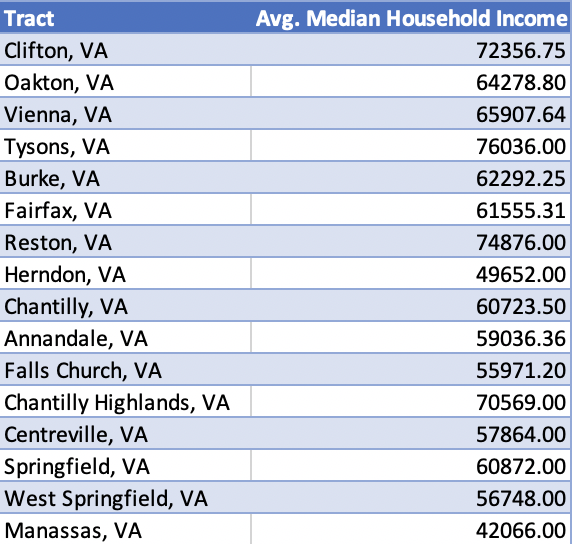 Tract Avg. Median Household Income
Clifton, VA 72356.75
Oakton, VA 64278.80
Vienna, VA 65907.64
Tysons, VA 76036.00
Burke, VA 62292.25
Fairfax, VA 61555.31
Reston, VA 74876.00
Herndon, VA 49652.00
Chantilly, VA 60723.50
Annandale, VA 59036.36
Falls Church, VA 55971.20
Chantilly Highlands, VA 70569.00
Centreville, VA 57864.00
Springfield, VA 60872.00
West Springfield, VA 56748.00
Manassas, VA 42066.00